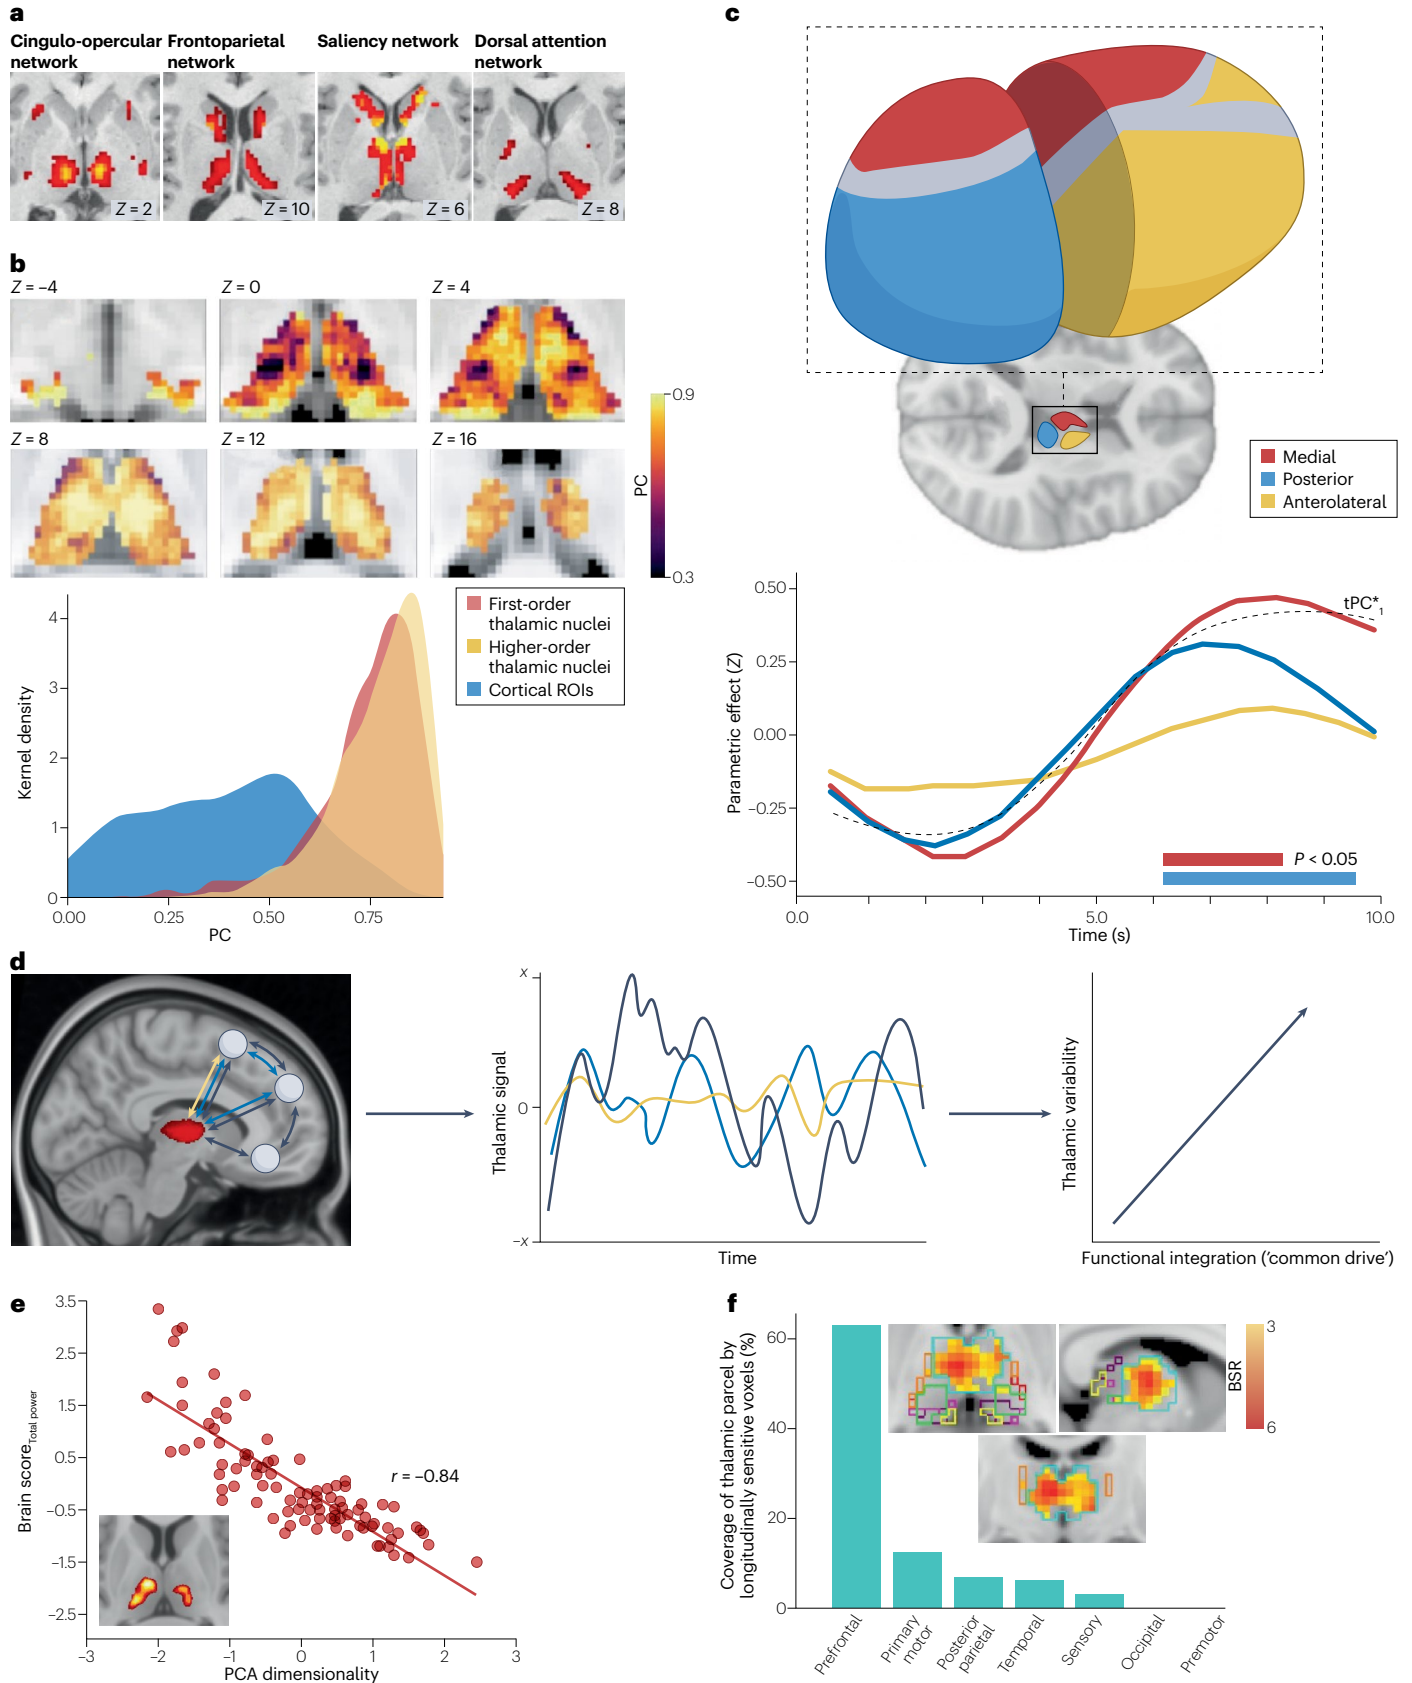 a
Cingulo-opercular
network
Frontoparietal
network
Saliency network
Dorsal attention
network
Z = 2
Z = 10
Z = 6
Z = 8
b
Z = –4
Z = 0
Z = 4
Z = 8
Z = 12
Z = 16
0.9
PC
0.3
First-order
thalamic nuclei
Higher-order
thalamic nuclei
Cortical ROIs
4
3
2
1
0
Kernel density
0.00
0.25
0.50
0.75
PC
c
Medial
Posterior
Anterolateral
0.50
0.25
0.00
–0.25
–0.50
Parametric effect (Z)
tPC*1
P < 0.05
0.0
5.0
10.0
Time (s)
d
x
0
–x
Thalamic signal
Time
Thalamic variability
Functional integration (‘common drive’)
e
3.5
2.5
1.5
0.5
–0.5
–1.5
–2.5
Brain scoreTotal power
r = –0.84
–3
–2
–1
0
1
2
3
PCA dimensionality
f
60
40
20
0
Coverage of thalamic parcel by
longitudinally sensitive voxels (%)
3
BSR
6
Prefrontal
Primary
motor
Posterior
parietal
Temporal
Sensory
Occipital
Premotor